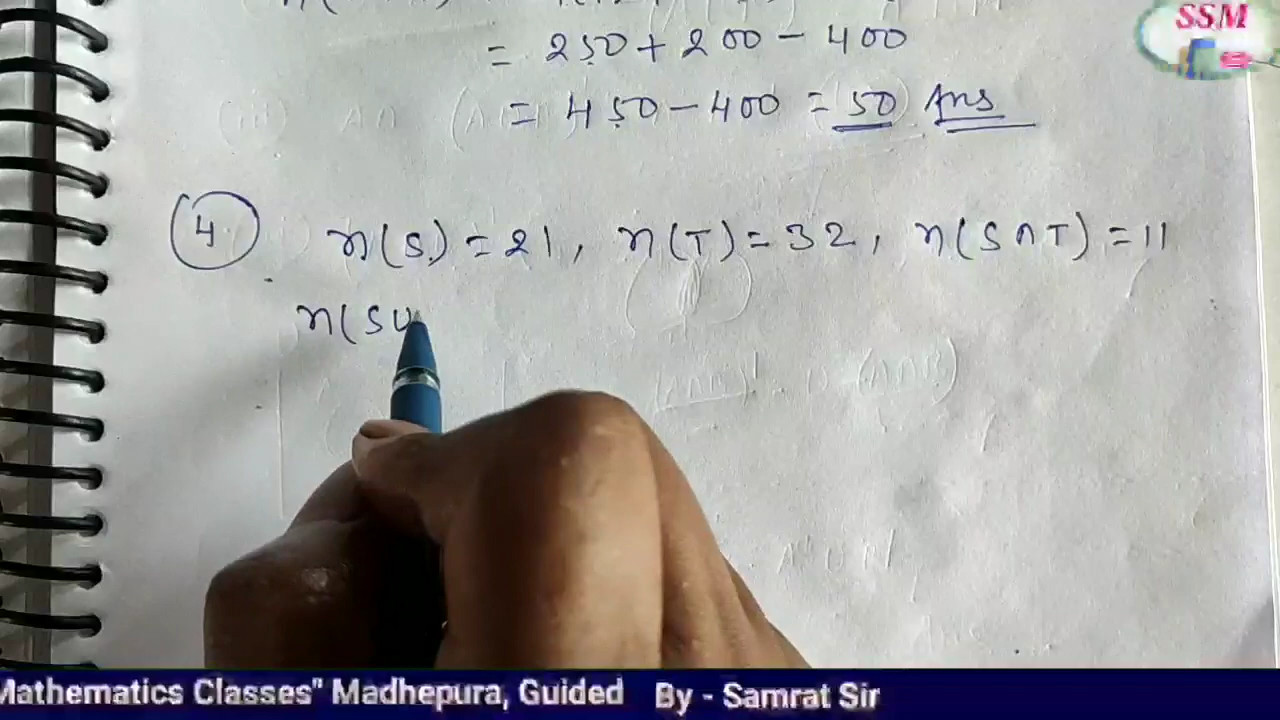 SSM
= 250 + 200 - 400
= 450 - 400 = 50 Ans
4 n(S) = 21, n(T) = 32, n(S∩T) = 11
n(SU
Mathematics Classes" Madhepura, Guided By - Samrat Sir